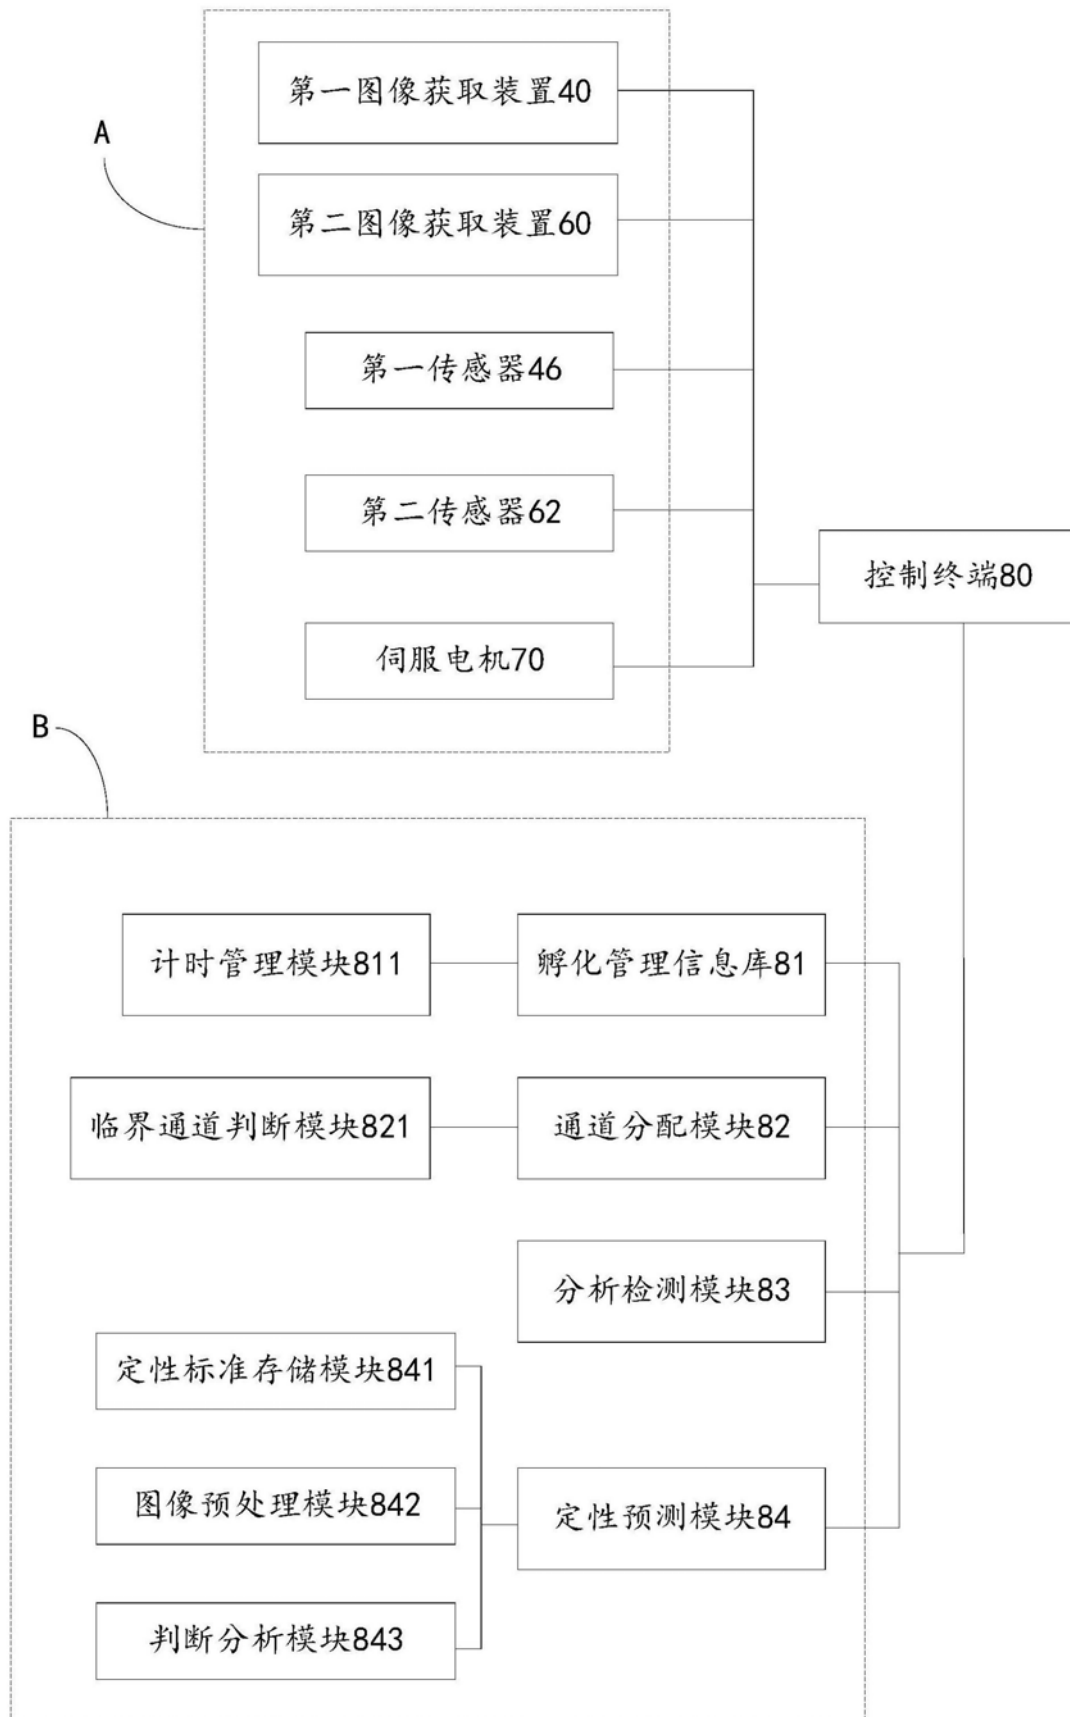 第一图像获取装置40
A
第二图像获取装置60
第一传感器46
第二传感器62
控制终端80
伺服电机70
B
计时管理模块811
孵化管理信息库81
临界通道判断模块821
通道分配模块82
分析检测模块83
定性标准存储模块841
图像预处理模块842
定性预测模块84
判断分析模块843